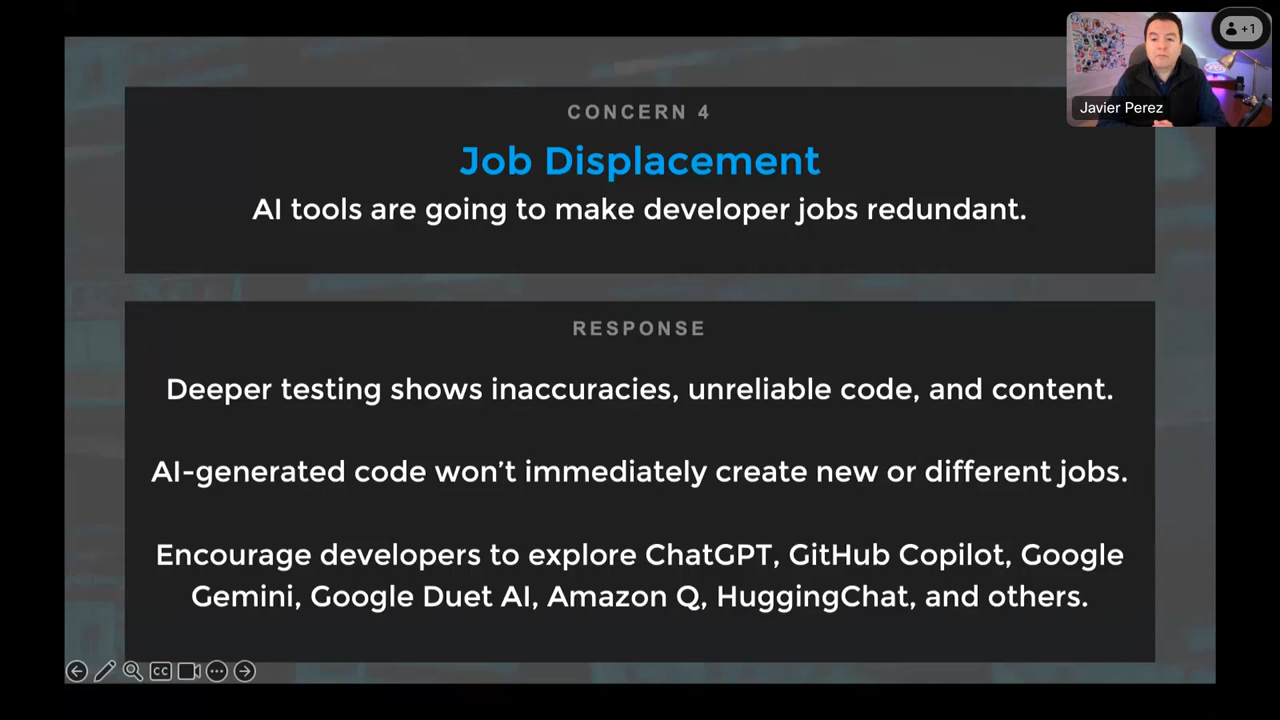 CONCERN 4
Job Displacement
AI tools are going to make developer jobs redundant.
RESPONSE
Deeper testing shows inaccuracies, unreliable code, and content.
AI-generated code won't immediately create new or different jobs.
Encourage developers to explore ChatGPT, GitHub Copilot, Google
Gemini, Google Duet AI, Amazon Q, HuggingChat, and others.
Javier Perez
+1
CC